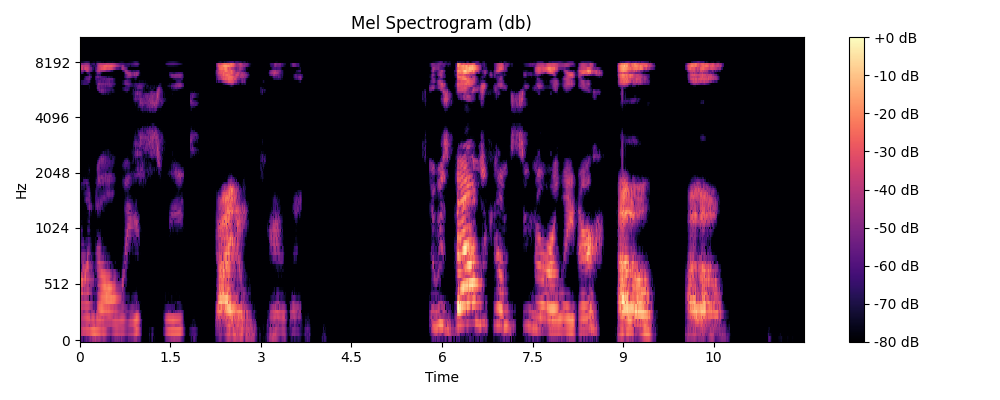 Mel Spectrogram (db)
Hz
8192
4096
2048
1024
512
0
0 1.5 3 4.5 6 7.5 9 10
Time
+0 dB
-10 dB
-20 dB
-30 dB
-40 dB
-50 dB
-60 dB
-70 dB
-80 dB